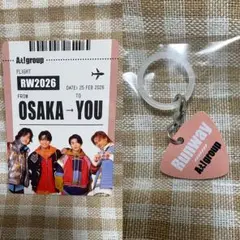 Aぇ! group
FLIGHT
RW2026
DATE: 25 FEB 2026
FROM
TO
OSAKA→YOU
Runway
Aぇ! group